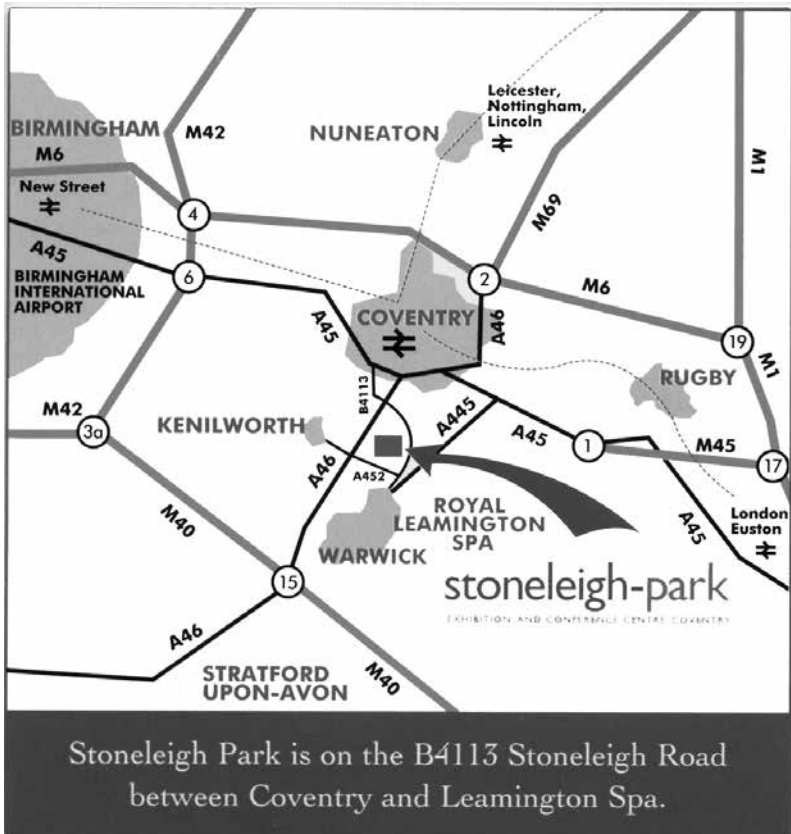 Leicester,
Nottingham,
Lincoln
BIRMINGHAM
M42
NUNEATON
M6
M1
New Street
M69
4
A45
6
2
BIRMINGHAM
INTERNATIONAL
AIRPORT
M6
A45
COVENTRY
A46
19
M1
RUGBY
B4113
M42
3a
KENILWORTH
A445
A45
1
M45
17
A46
A452
M40
ROYAL
LEAMINGTON
SPA
London
Euston
A45
WARWICK
15
stoneleigh-park
EXHIBITION AND CONFERENCE CENTRE, COVENTRY
A46
STRATFORD
UPON-AVON
M40
Stoneleigh Park is on the B4113 Stoneleigh Road
between Coventry and Leamington Spa.